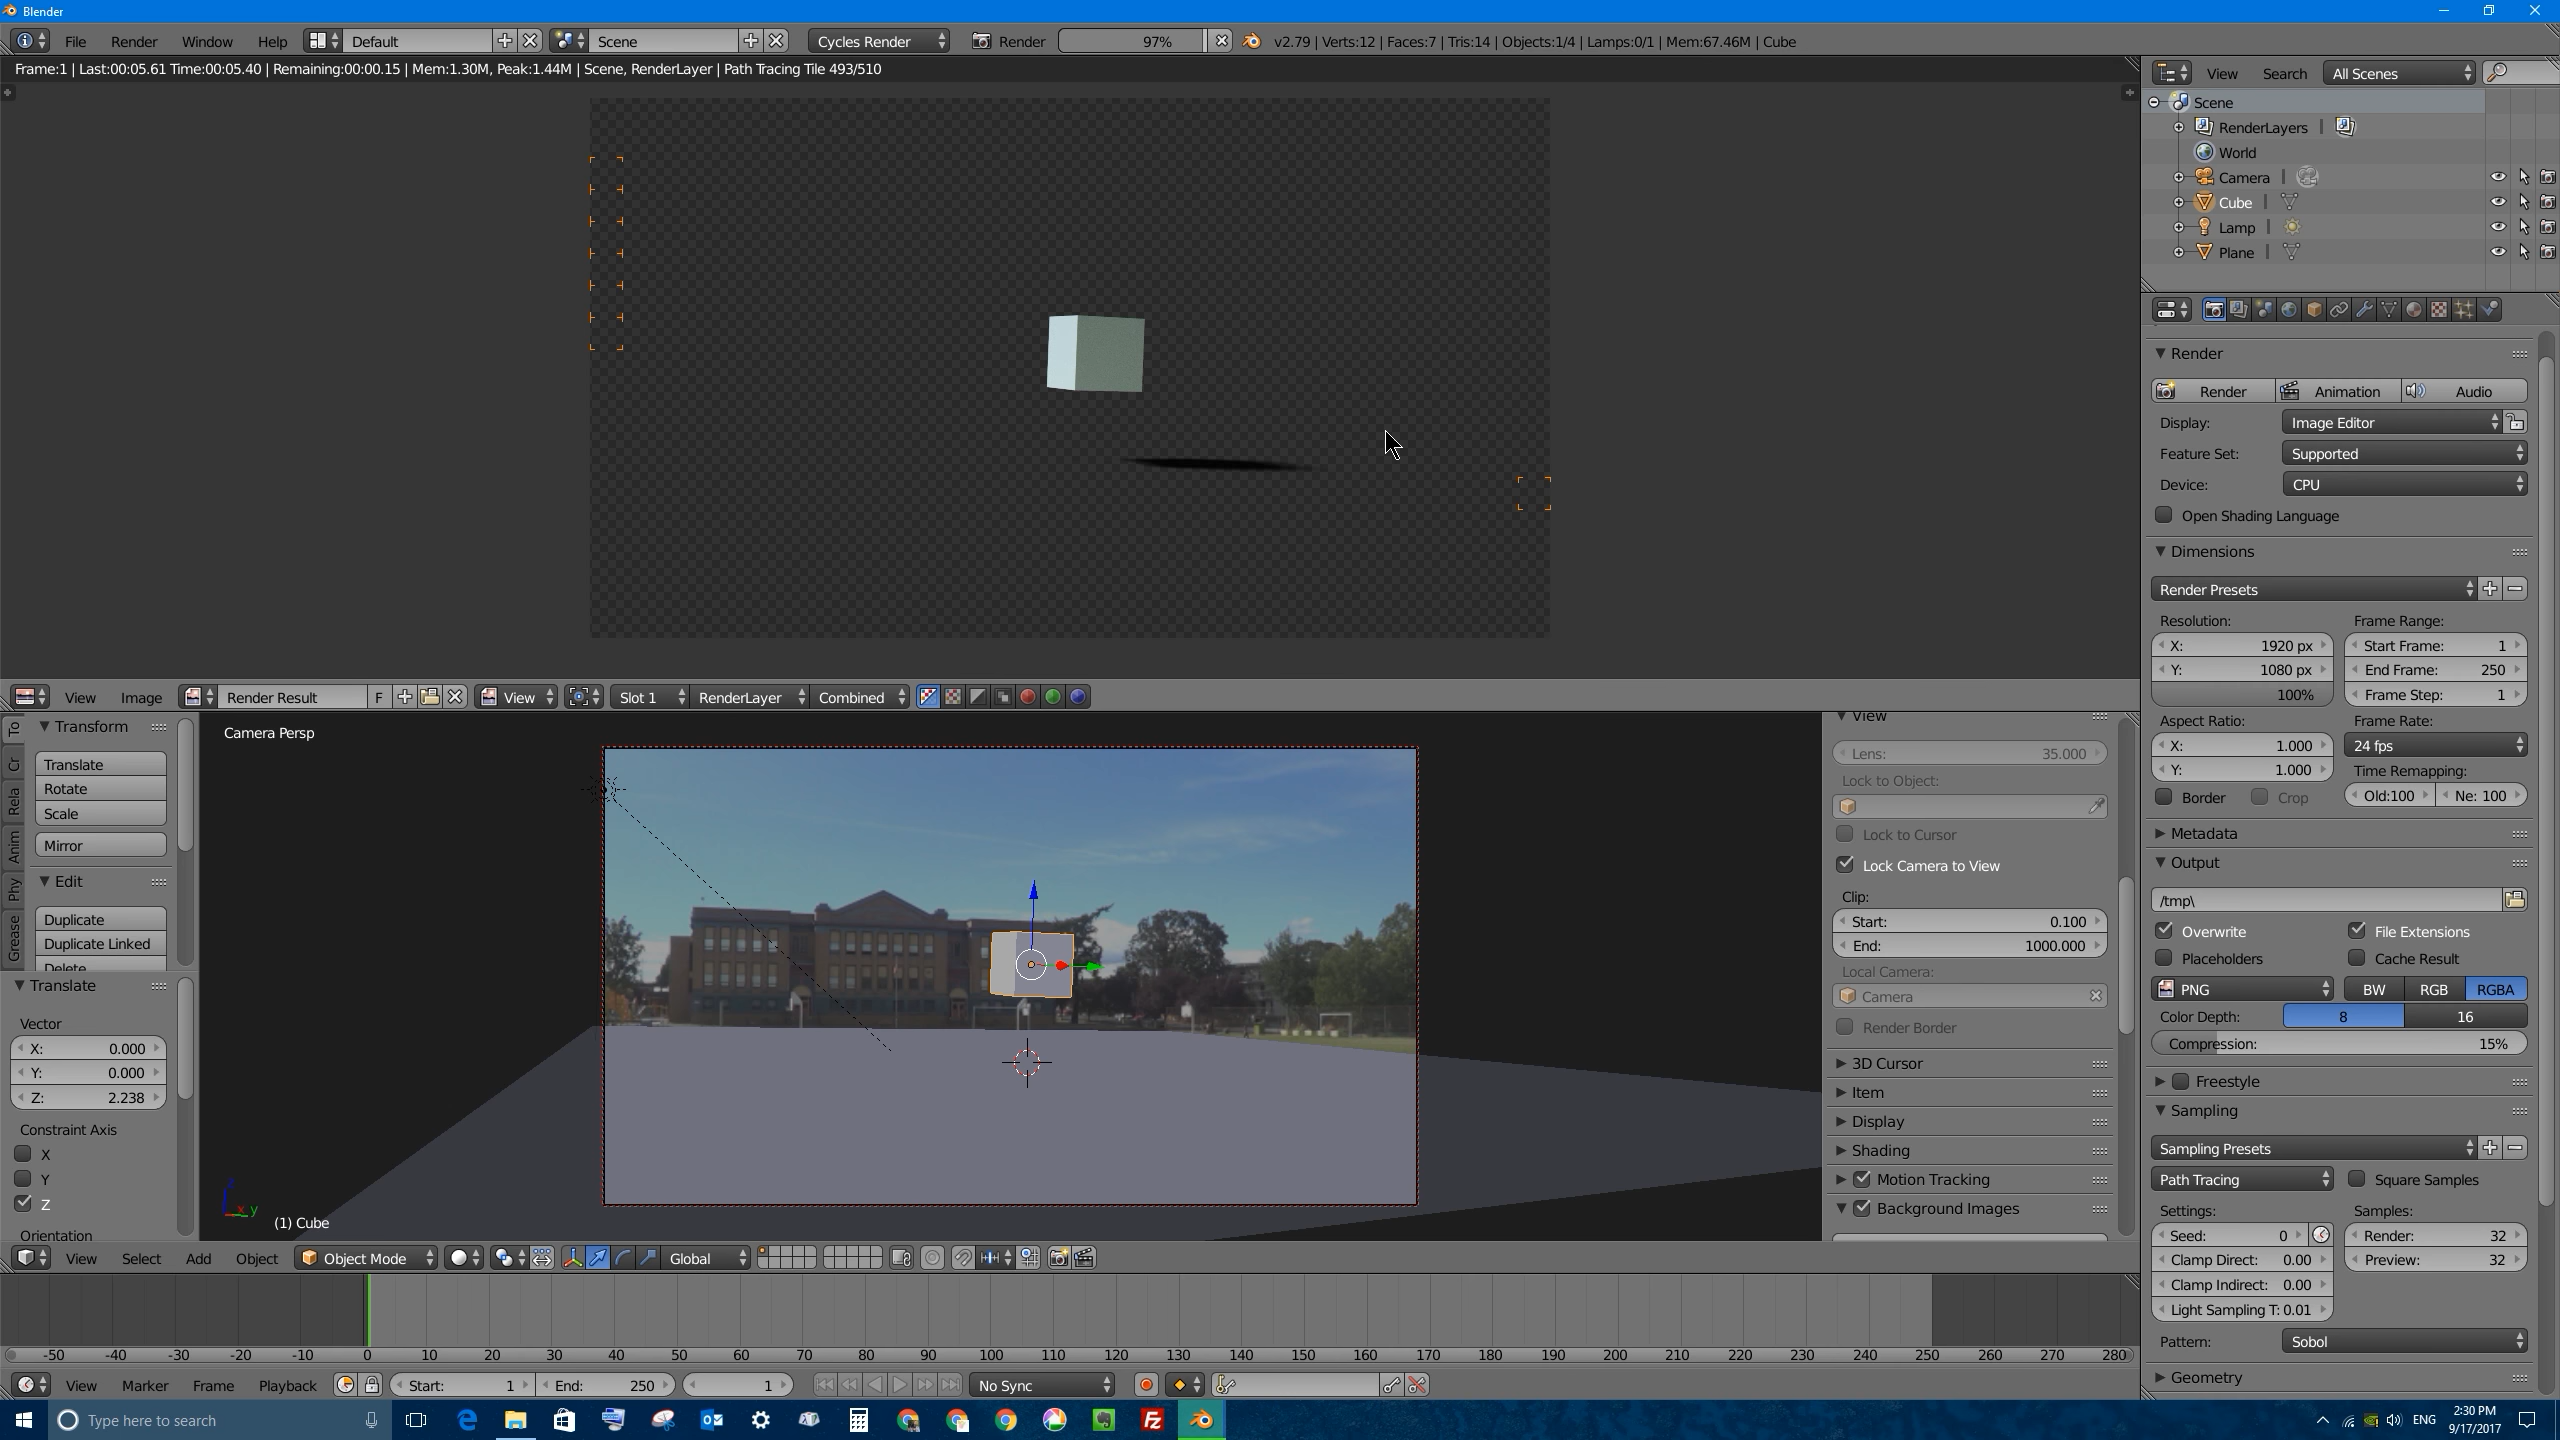 Blender
File Render Window Help Default Scene Cycles Render Render 97% v2.79 | Verts:12 | Faces:7 | Tris:14 | Objects:1/4 | Lamps:0/1 | Mem:67.46M | Cube
Frame:1 | Last:00:05.61 Time:00:05.40 | Remaining:00:00.15 | Mem:1.30M, Peak:1.44M | Scene, RenderLayer | Path Tracing Tile 493/510
View Image Render Result F View Slot 1 RenderLayer Combined
To
Cr
Rela
Anim
Phy
Grease
Transform
Translate
Rotate
Scale
Mirror
Edit
Duplicate
Duplicate Linked
Delete
Translate
Vector
X: 0.000
Y: 0.000
Z: 2.238
Constraint Axis
X
Y
Z
Orientation
Camera Persp
(1) Cube
View
Lens: 35.000
Lock to Object:
Lock to Cursor
Lock Camera to View
Clip:
Start: 0.100
End: 1000.000
Local Camera:
Camera
Render Border
3D Cursor
Item
Display
Shading
Motion Tracking
Background Images
View Select Add Object Object Mode Global
-50 -40 -30 -20 -10 0 10 20 30 40 50 60 70 80 90 100 110 120 130 140 150 160 170 180 190 200 210 220 230 240 250 260 270 280
View Marker Frame Playback Start: 1 End: 250 1 No Sync
View Search All Scenes
Scene
RenderLayers
World
Camera
Cube
Lamp
Plane
Render
Render Animation Audio
Display: Image Editor
Feature Set: Supported
Device: CPU
Open Shading Language
Dimensions
Render Presets
Resolution: Frame Range:
X: 1920 px Start Frame: 1
Y: 1080 px End Frame: 250
100% Frame Step: 1
Aspect Ratio: Frame Rate:
X: 1.000 24 fps
Y: 1.000 Time Remapping:
Border Crop Old:100 Ne: 100
Metadata
Output
/tmp\
Overwrite File Extensions
Placeholders Cache Result
PNG BW RGB RGBA
Color Depth: 8 16
Compression: 15%
Freestyle
Sampling
Sampling Presets
Path Tracing Square Samples
Settings: Samples:
Seed: 0 Render: 32
Clamp Direct: 0.00 Preview: 32
Clamp Indirect: 0.00
Light Sampling T: 0.01
Pattern: Sobol
Geometry
Type here to search
ENG
2:30 PM
9/17/2017